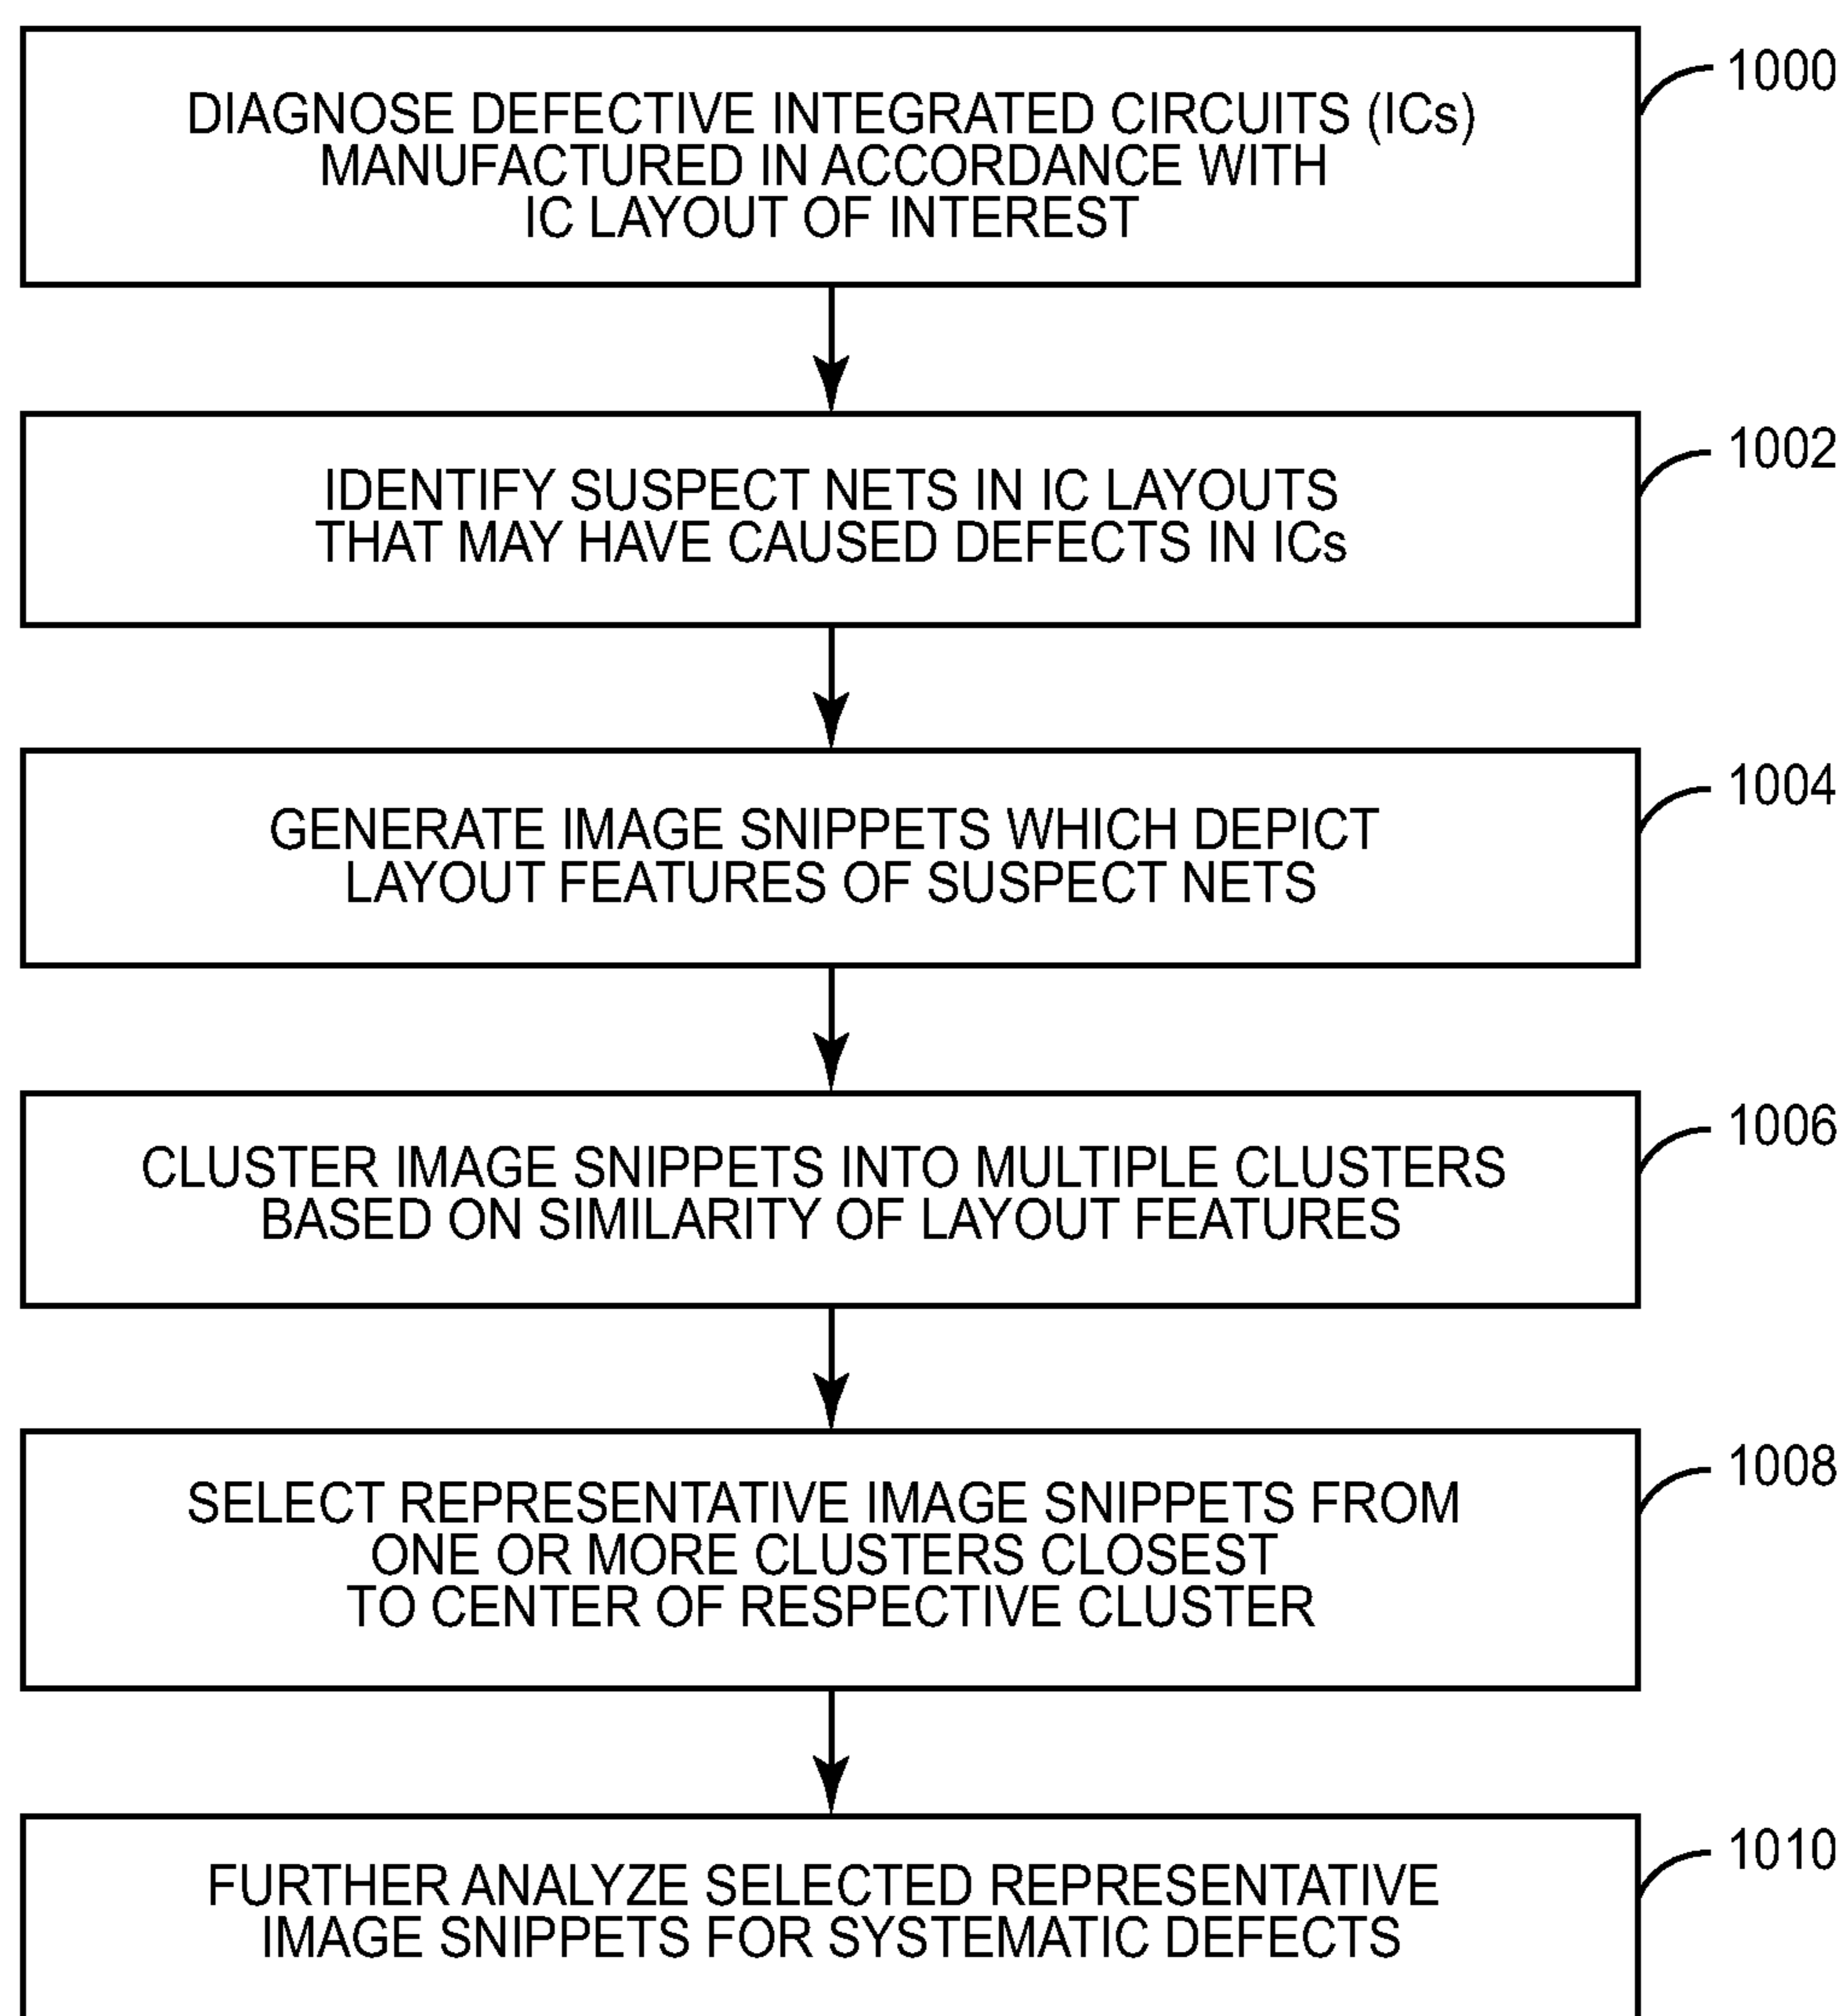 1000
DIAGNOSE DEFECTIVE INTEGRATED CIRCUITS (ICs)
MANUFACTURED IN ACCORDANCE WITH
IC LAYOUT OF INTEREST
1002
IDENTIFY SUSPECT NETS IN IC LAYOUTS
THAT MAY HAVE CAUSED DEFECTS IN ICs
1004
GENERATE IMAGE SNIPPETS WHICH DEPICT
LAYOUT FEATURES OF SUSPECT NETS
1006
CLUSTER IMAGE SNIPPETS INTO MULTIPLE CLUSTERS
BASED ON SIMILARITY OF LAYOUT FEATURES
1008
SELECT REPRESENTATIVE IMAGE SNIPPETS FROM
ONE OR MORE CLUSTERS CLOSEST
TO CENTER OF RESPECTIVE CLUSTER
1010
FURTHER ANALYZE SELECTED REPRESENTATIVE
IMAGE SNIPPETS FOR SYSTEMATIC DEFECTS